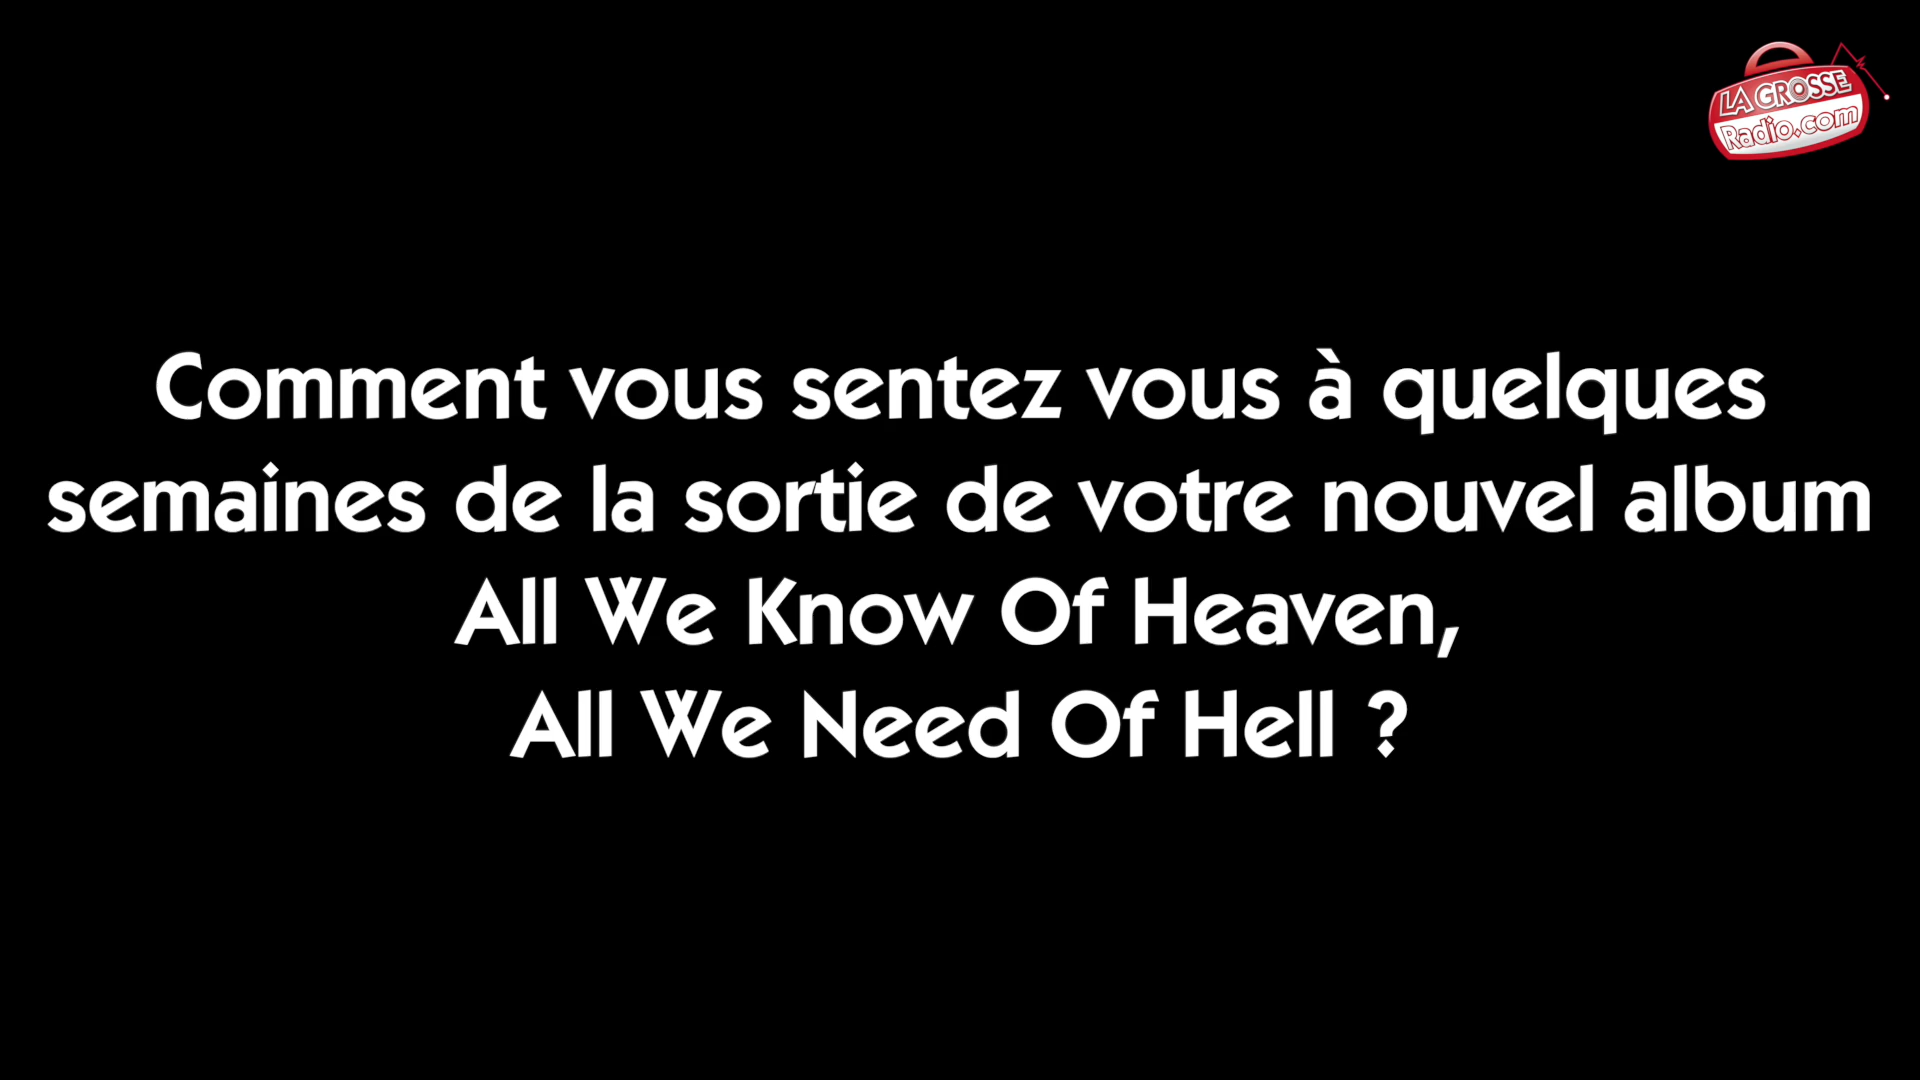 LA GROSSE
Radio.com
Comment vous sentez vous à quelques
semaines de la sortie de votre nouvel album
All We Know Of Heaven,
All We Need Of Hell ?